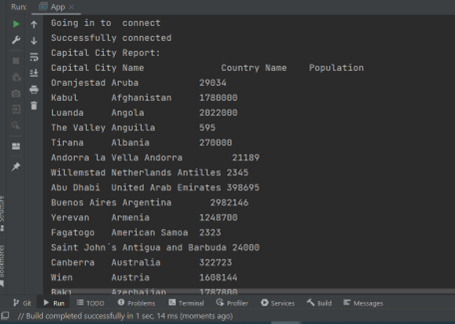 Run: App
Going in to connect
Successfully connected
Capital City Report:
Capital City Name Country Name Population
Oranjestad Aruba 29034
Kabul Afghanistan 1780000
Luanda Angola 2022000
The Valley Anguilla 595
Tirana Albania 270000
Andorra la Vella Andorra 21189
Willemstad Netherlands Antilles 2345
Abu Dhabi United Arab Emirates 398695
Buenos Aires Argentina 2982146
Yerevan Armenia 1248700
Fagatogo American Samoa 2323
Saint John´s Antigua and Barbuda 24000
Canberra Australia 322723
Wien Austria 1608144
Baku Azerbaijan 1787800
Structure
Bookmarks
Git Run TODO Problems Terminal Profiler Services Build Messages
// Build completed successfully in 1 sec, 14 ms (moments ago)